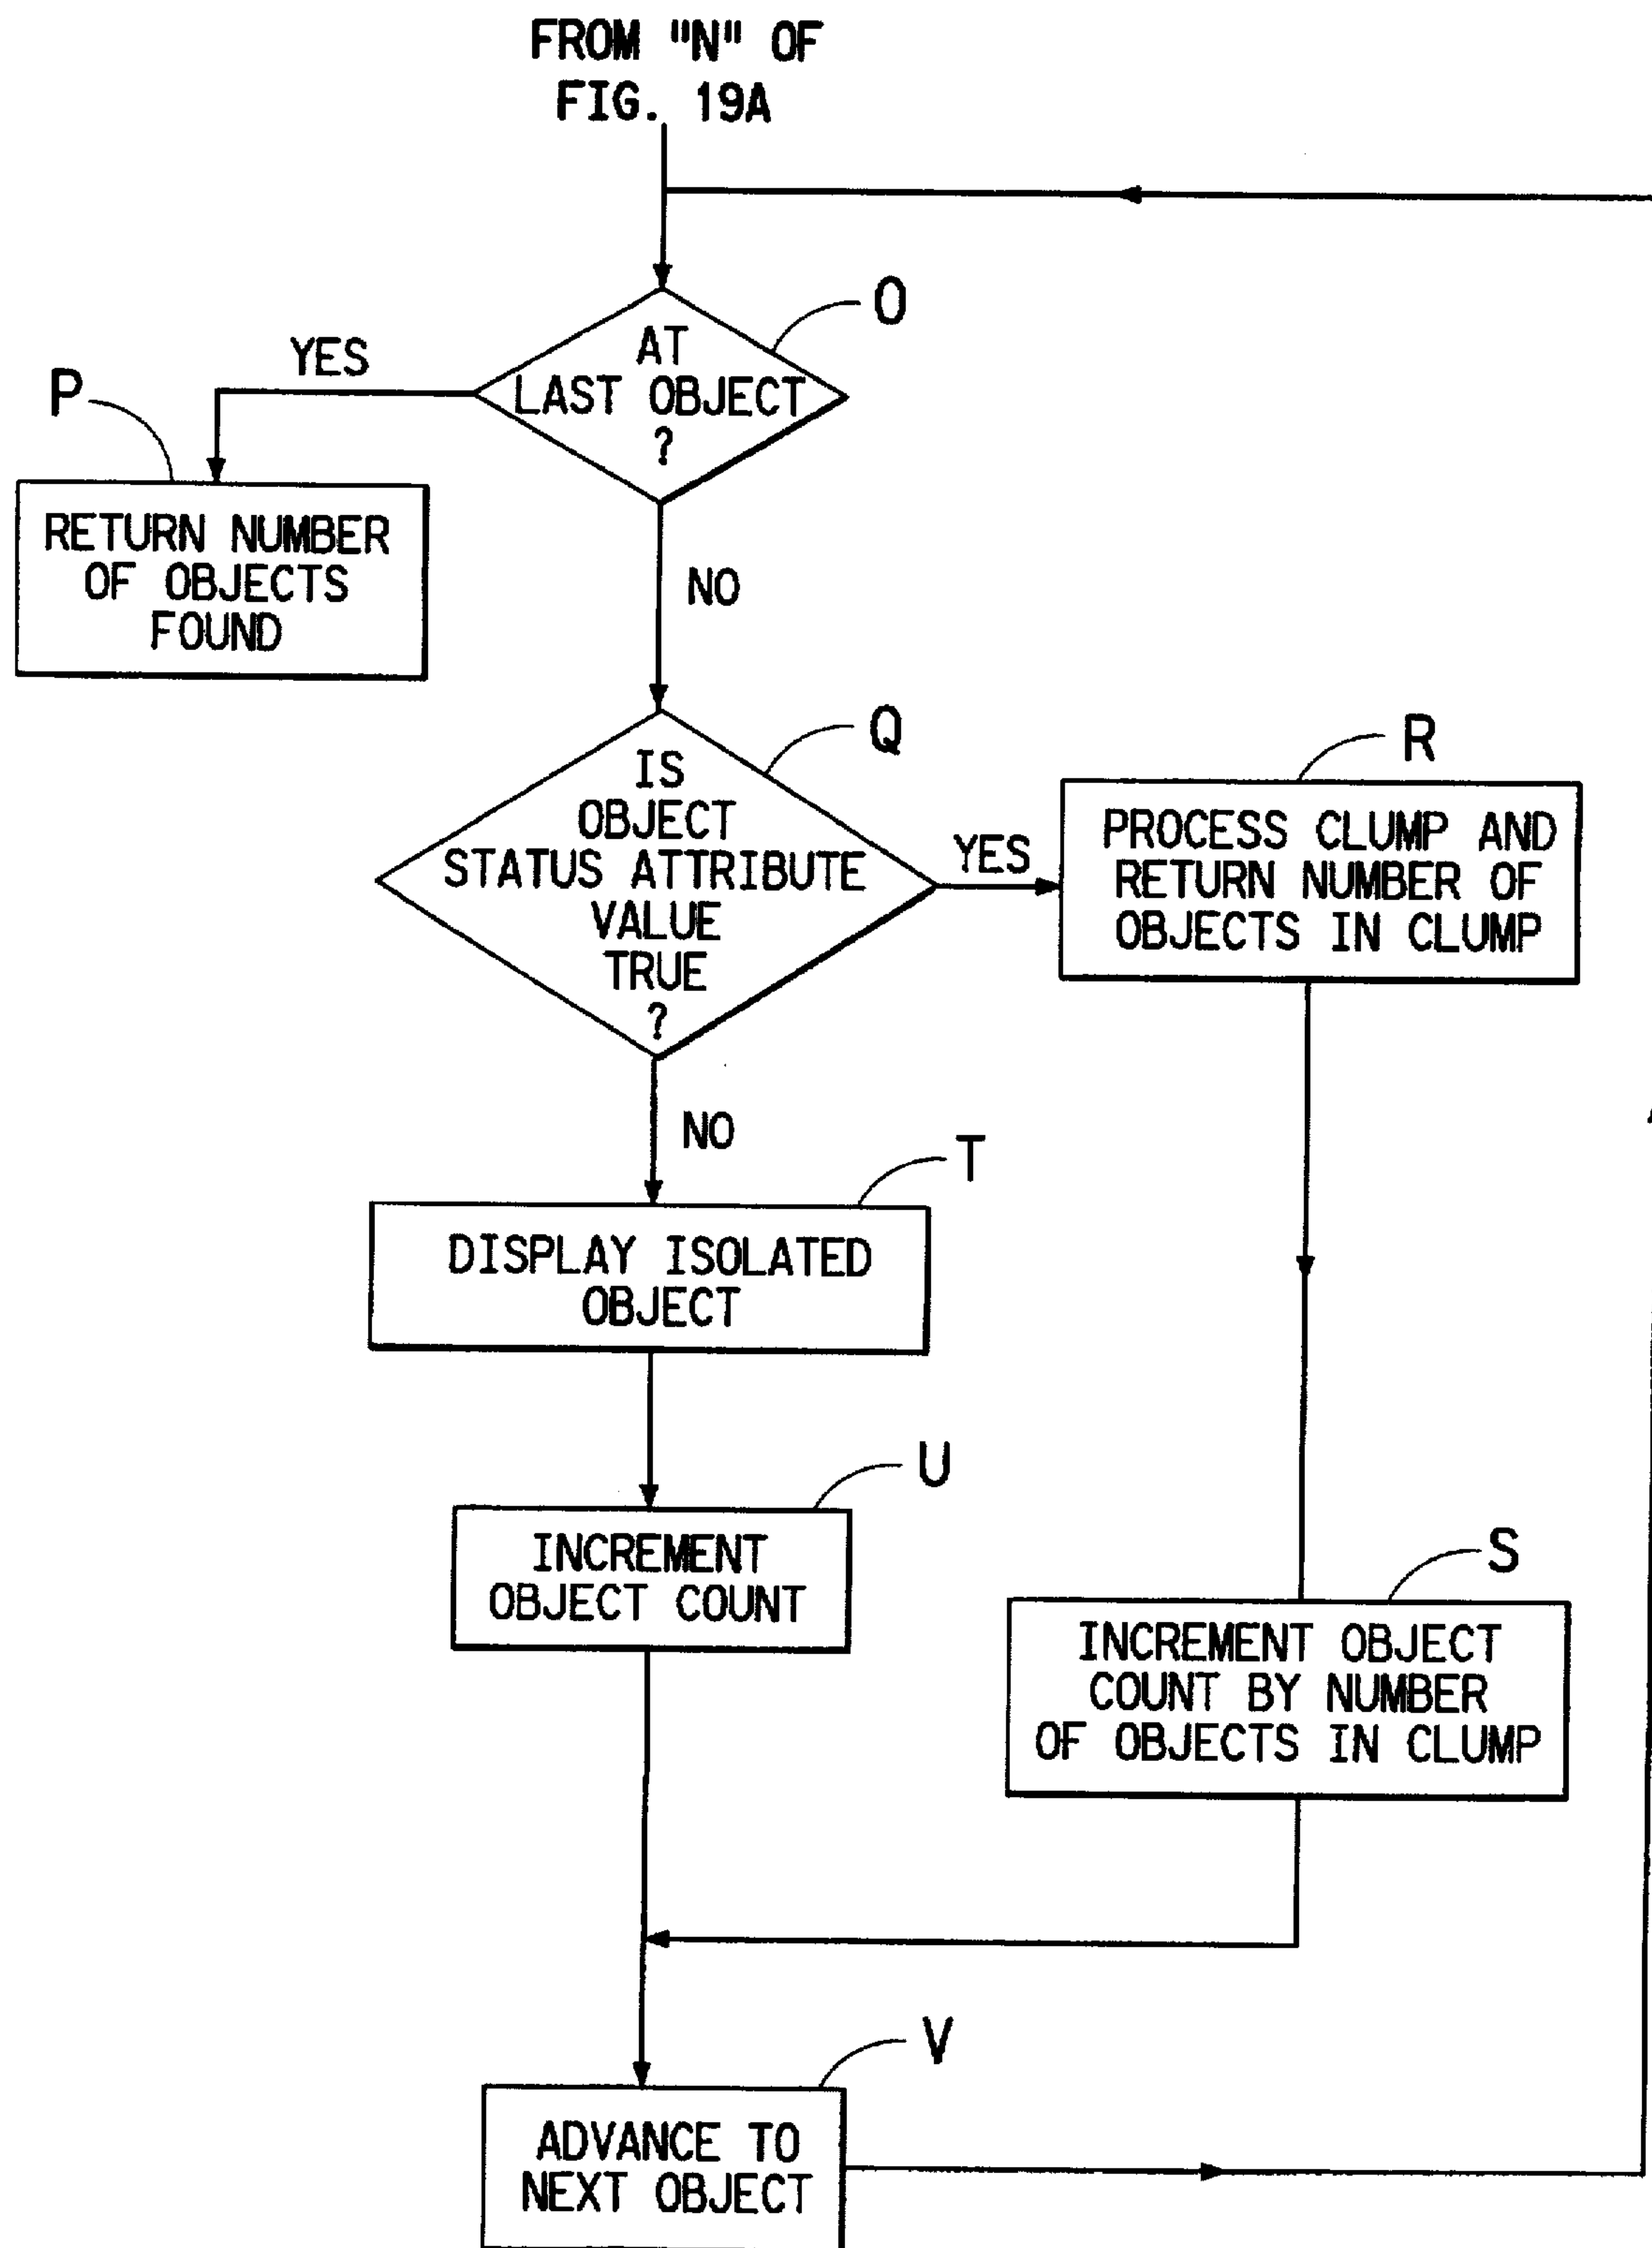 FROM "N" OF
FIG. 19A
O
AT
LAST OBJECT
?
YES
P
RETURN NUMBER
OF OBJECTS
FOUND
NO
Q
IS
OBJECT
STATUS ATTRIBUTE
VALUE
TRUE
?
YES
R
PROCESS CLUMP AND
RETURN NUMBER OF
OBJECTS IN CLUMP
NO
T
DISPLAY ISOLATED
OBJECT
U
INCREMENT
OBJECT COUNT
S
INCREMENT OBJECT
COUNT BY NUMBER
OF OBJECTS IN CLUMP
V
ADVANCE TO
NEXT OBJECT